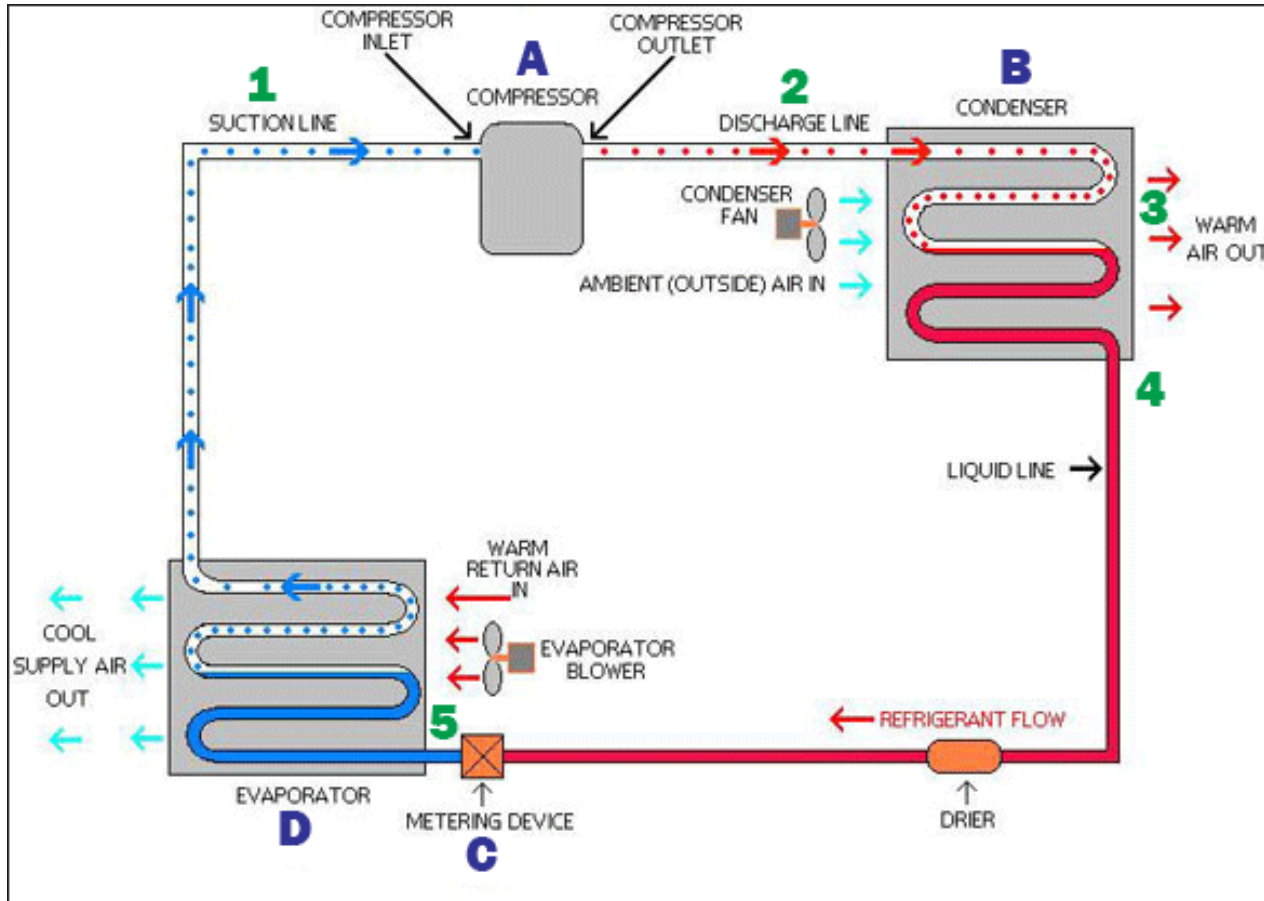 COMPRESSOR
INLET
COMPRESSOR
OUTLET
A
B
1
2
COMPRESSOR
CONDENSER
SUCTION LINE
DISCHARGE LINE
CONDENSER
FAN
3
WARM
AIR OUT
AMBIENT (OUTSIDE) AIR IN
4
LIQUID LINE
WARM
RETURN AIR
IN
COOL
SUPPLY AIR
OUT
EVAPORATOR
BLOWER
5
REFRIGERANT FLOW
EVAPORATOR
D
METERING DEVICE
C
DRIER